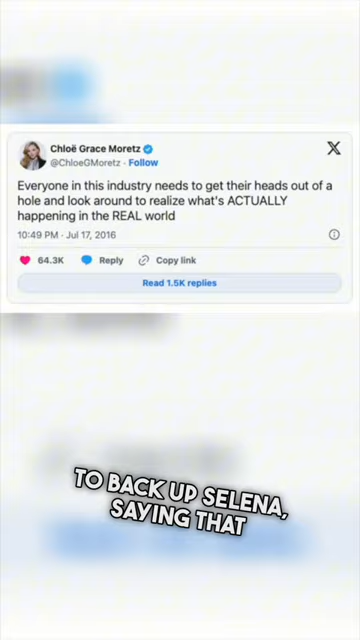 Chloë Grace Moretz
@ChloeGMoretz · Follow
Everyone in this industry needs to get their heads out of a
hole and look around to realize what's ACTUALLY
happening in the REAL world
10:49 PM · Jul 17, 2016
64.3K Reply Copy link
Read 1.5K replies
TO BACK UP SELENA,
SAYING THAT